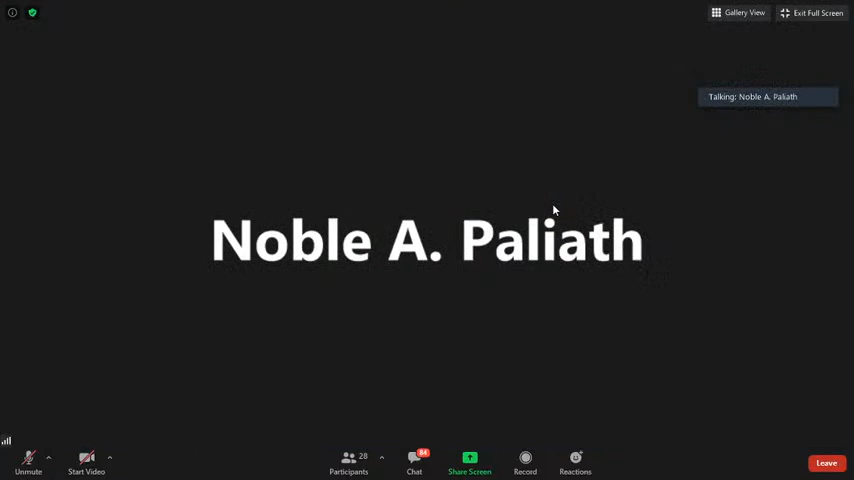 Gallery View
Exit Full Screen
Talking: Noble A. Paliath
Noble A. Paliath
Unmute
Start Video
28
Participants
84
Chat
Share Screen
Record
Reactions
Leave